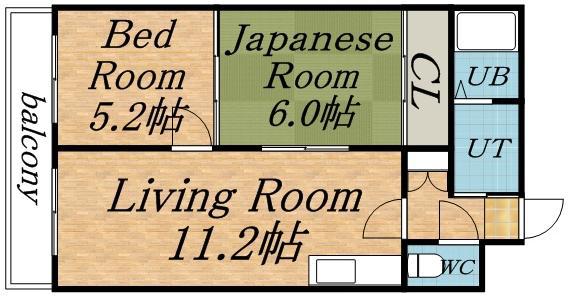 Bed
Room
5.2帖
Japanese
Room
6.0帖
CL
UB
UT
balcony
Living Room
11.2帖
WC